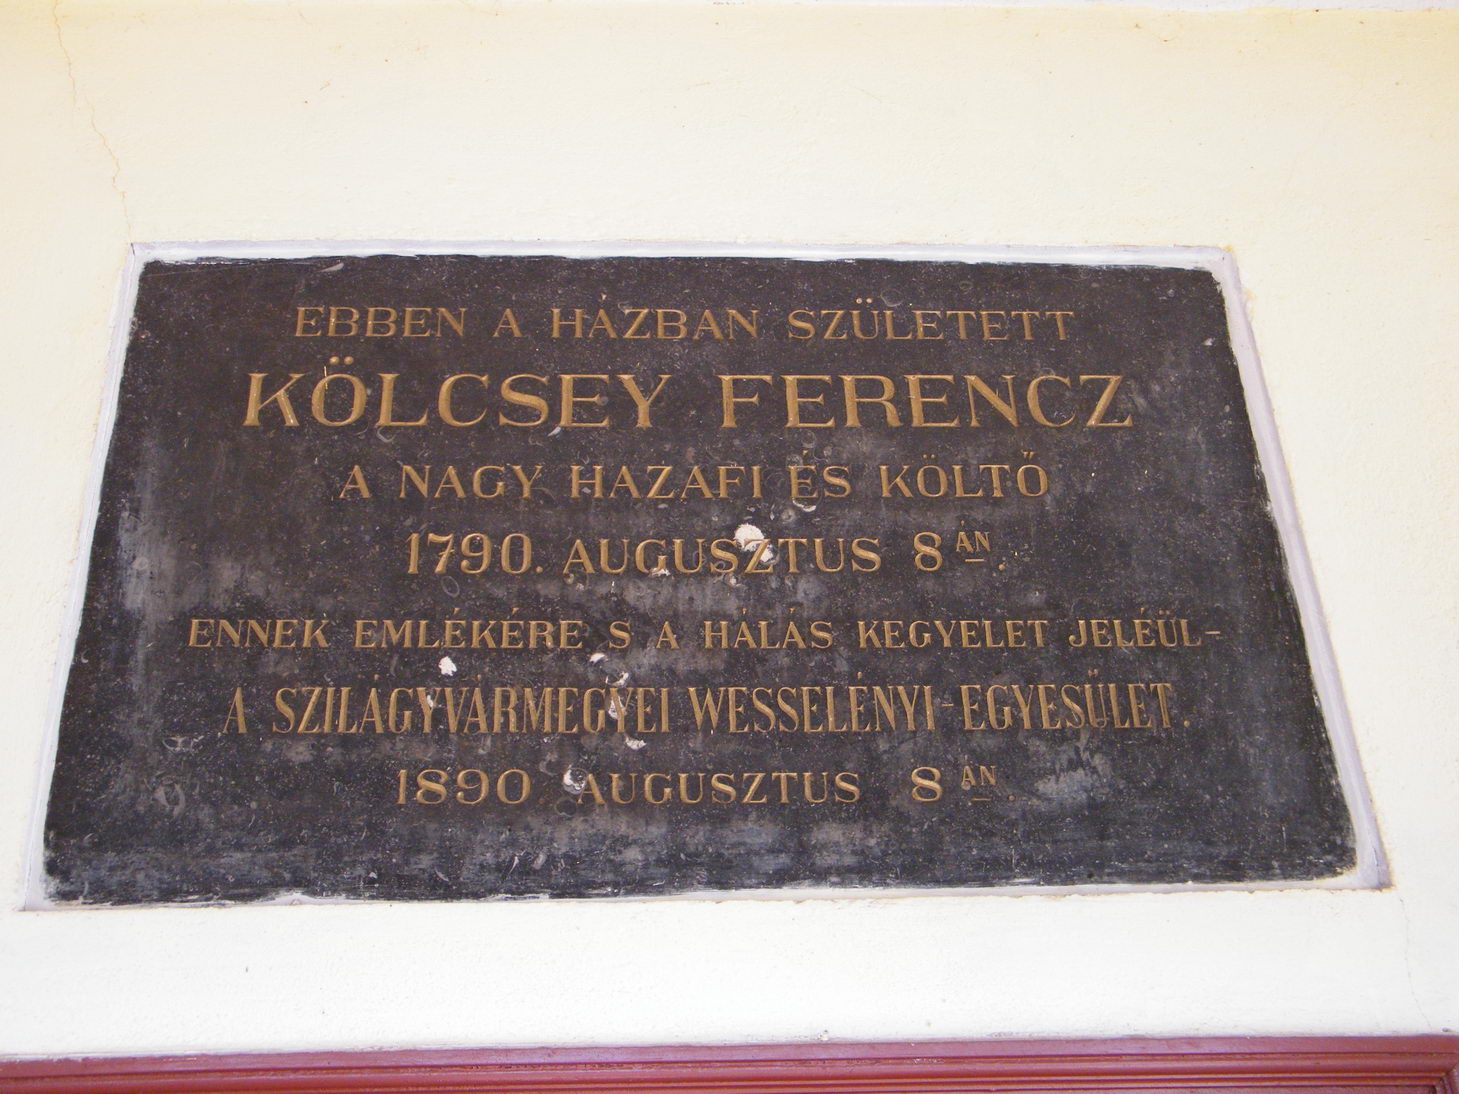 EBBEN A HÁZBAN SZÜLETETT
KÖLCSEY FERENCZ
A NAGY HAZAFI ÉS KÖLTŐ
1790. AUGUSZTUS 8ÁN.
ENNEK EMLÉKÉRE S A HÁLÁS KEGYELET JELÉÜL-
A SZILÁGYVÁRMEGYEI WESSELÉNYI-EGYESÜLET.
1890 AUGUSZTUS 8ÁN.